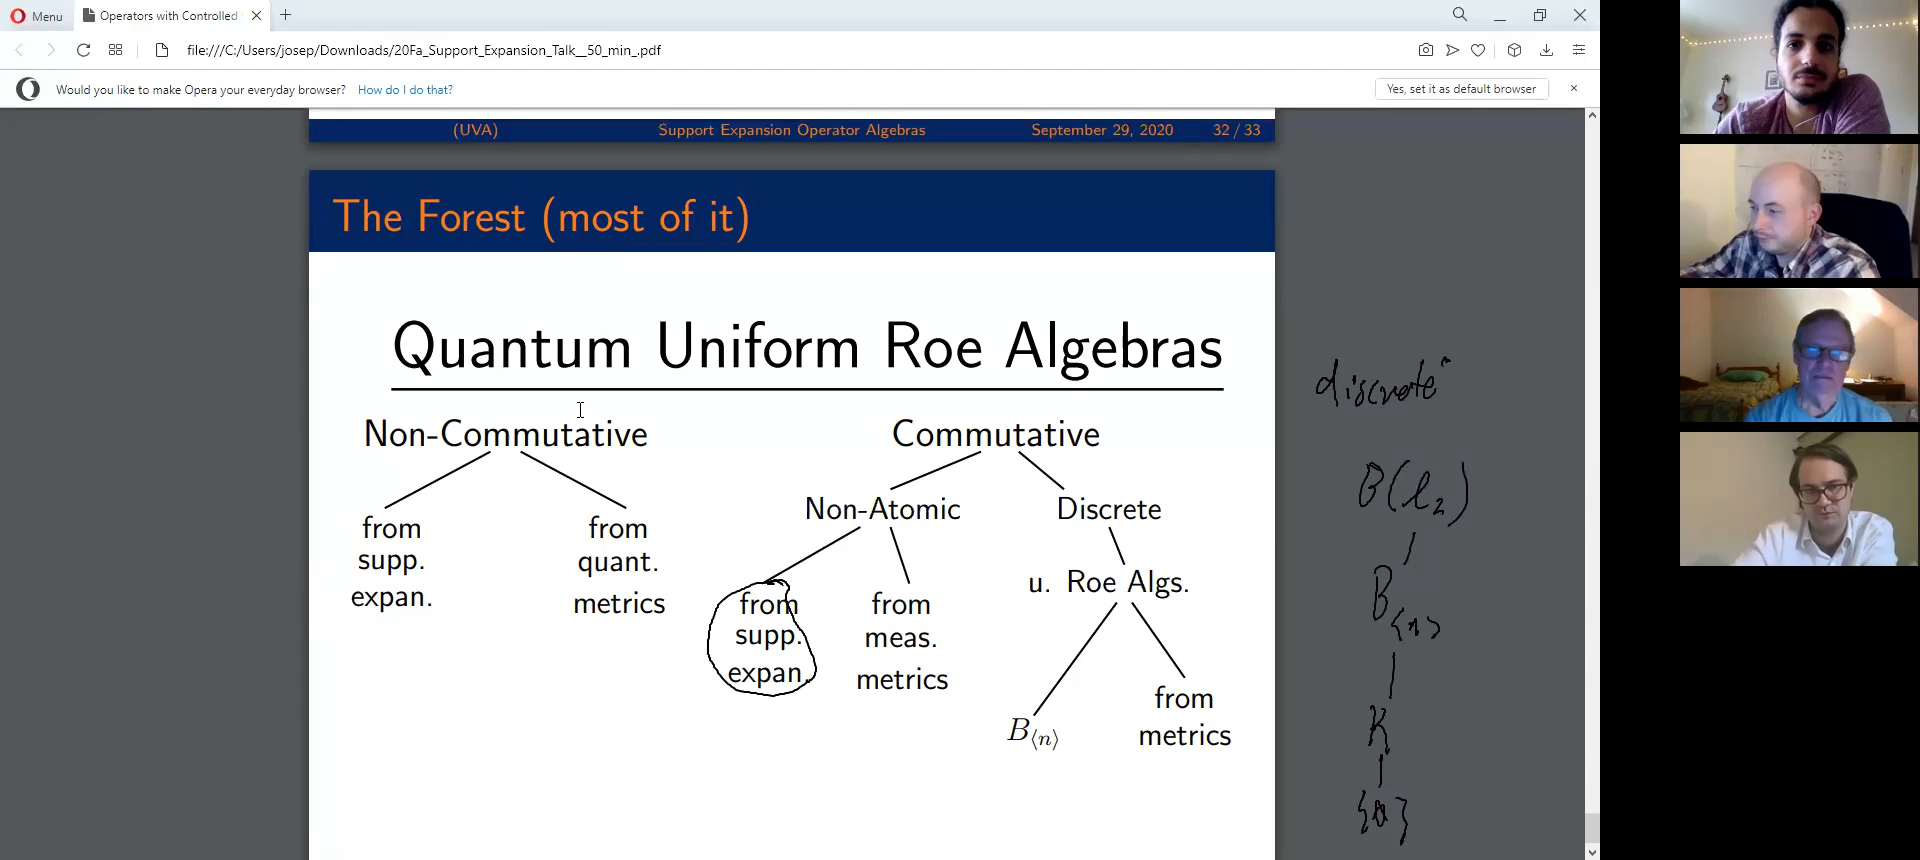 Menu
Operators with Controlled
file:///C:/Users/josep/Downloads/20Fa_Support_Expansion_Talk__50_min_.pdf
Would you like to make Opera your everyday browser? How do I do that?
Yes, set it as default browser
(UVA) Support Expansion Operator Algebras September 29, 2020 32 / 33
The Forest (most of it)
Quantum Uniform Roe Algebras
Non-Commutative
from
supp.
expan.
from
quant.
metrics
Commutative
Non-Atomic
from
supp.
expan.
from
meas.
metrics
Discrete
u. Roe Algs.
B⟨n⟩
from
metrics
discrete"
B(ℓ₂)
B⟨n⟩
K
{0}